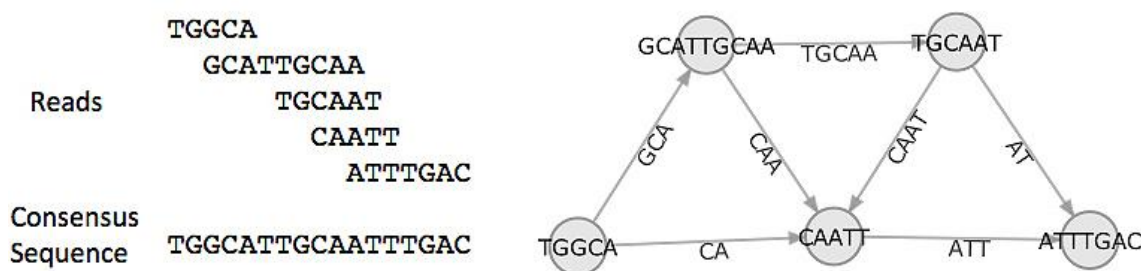 TGGCA
GCATTGCAA
Reads
TGCAAT
CAATT
ATTTGAC
Consensus
Sequence
TGGCATTGCAATTTGAC
GCATTGCAA
TGCAA
TGCAAT
GCA
CAA
CAAT
AT
TGGCA
CA
CAATT
ATT
ATTTGAC